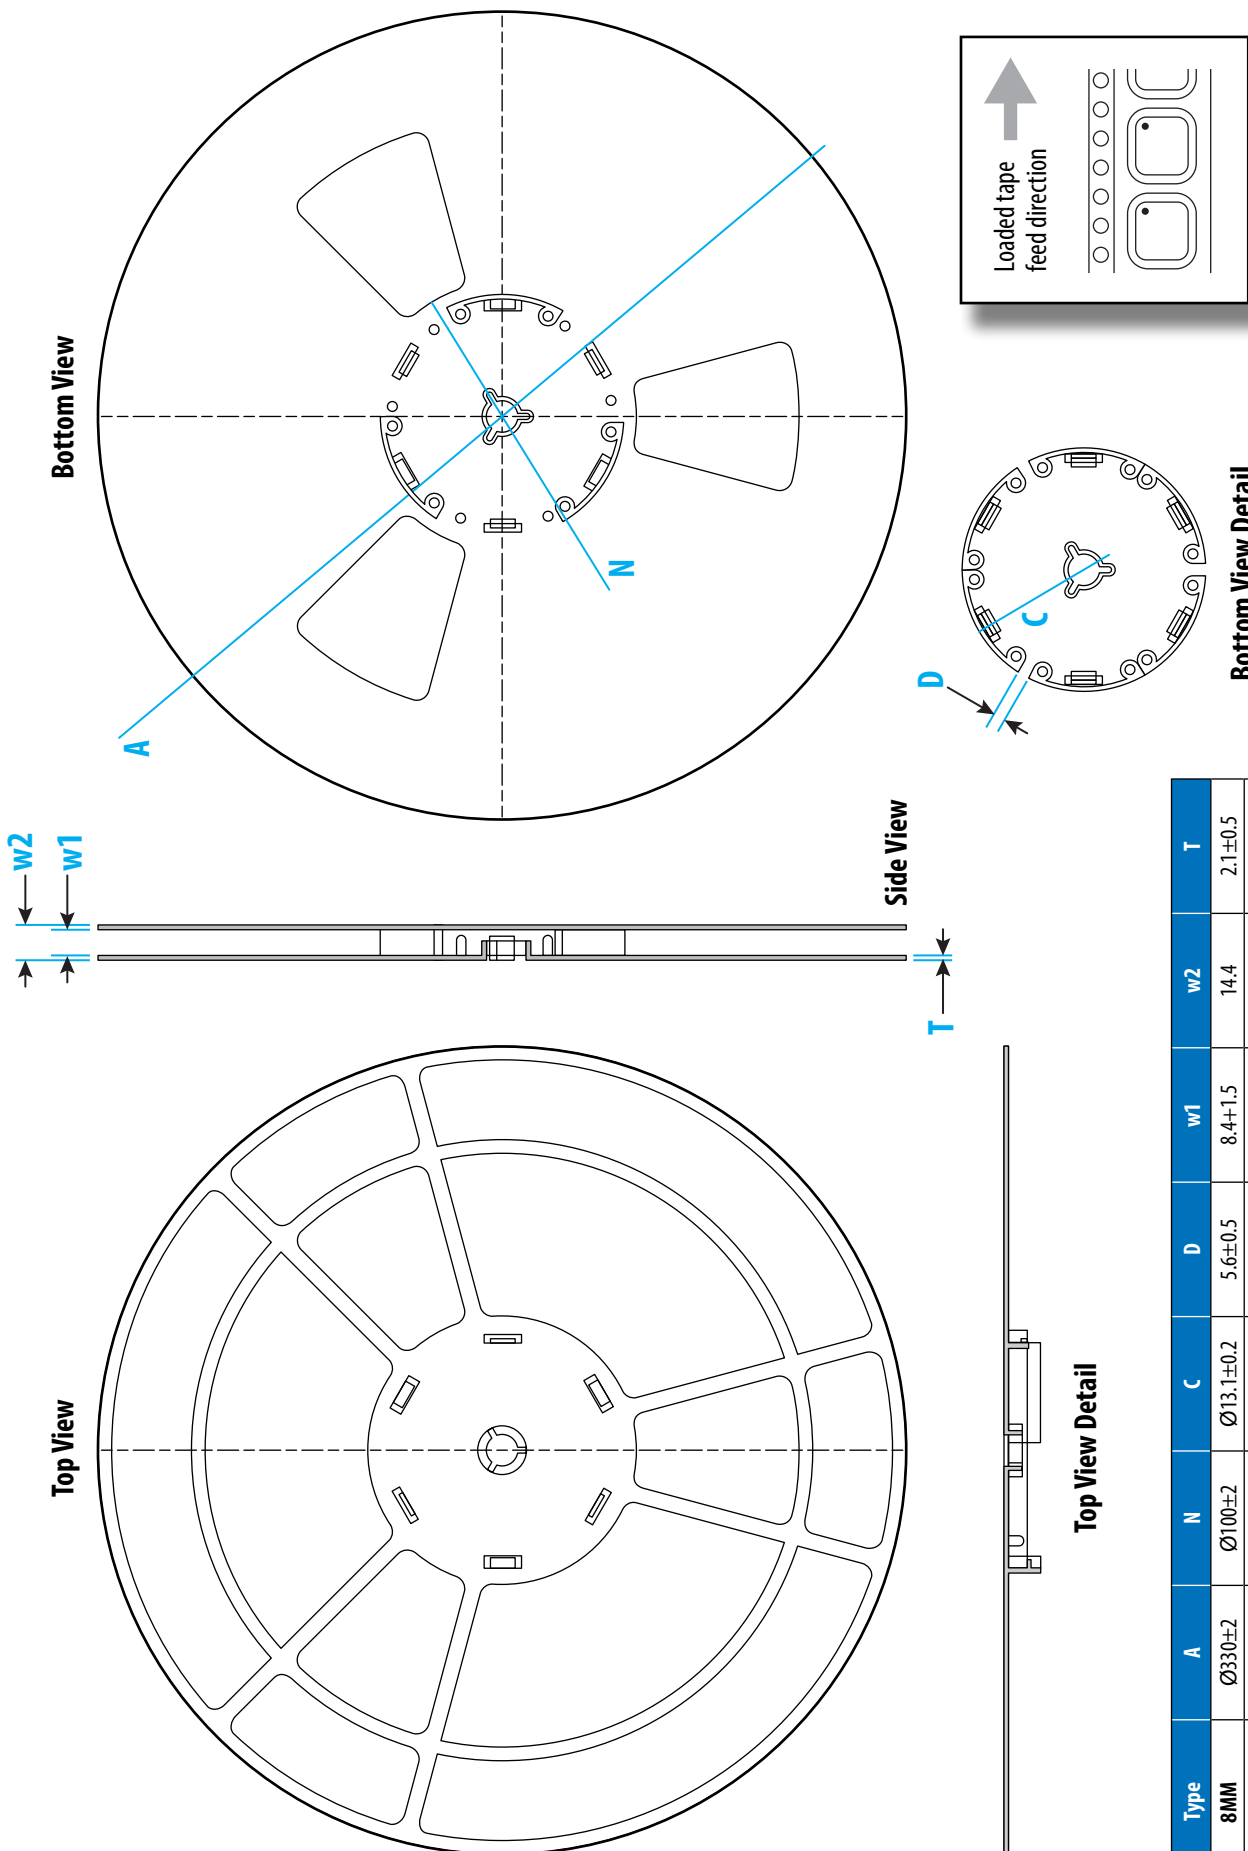 Top View
Bottom View
w2
w1
A
N
T
Side View
D
C
Top View Detail
Bottom View Detail
Loaded tape
feed direction
Type A N C D w1 w2 T
8MM Ø330±2 Ø100±2 Ø13.1±0.2 5.6±0.5 8.4+1.5 14.4 2.1±0.5